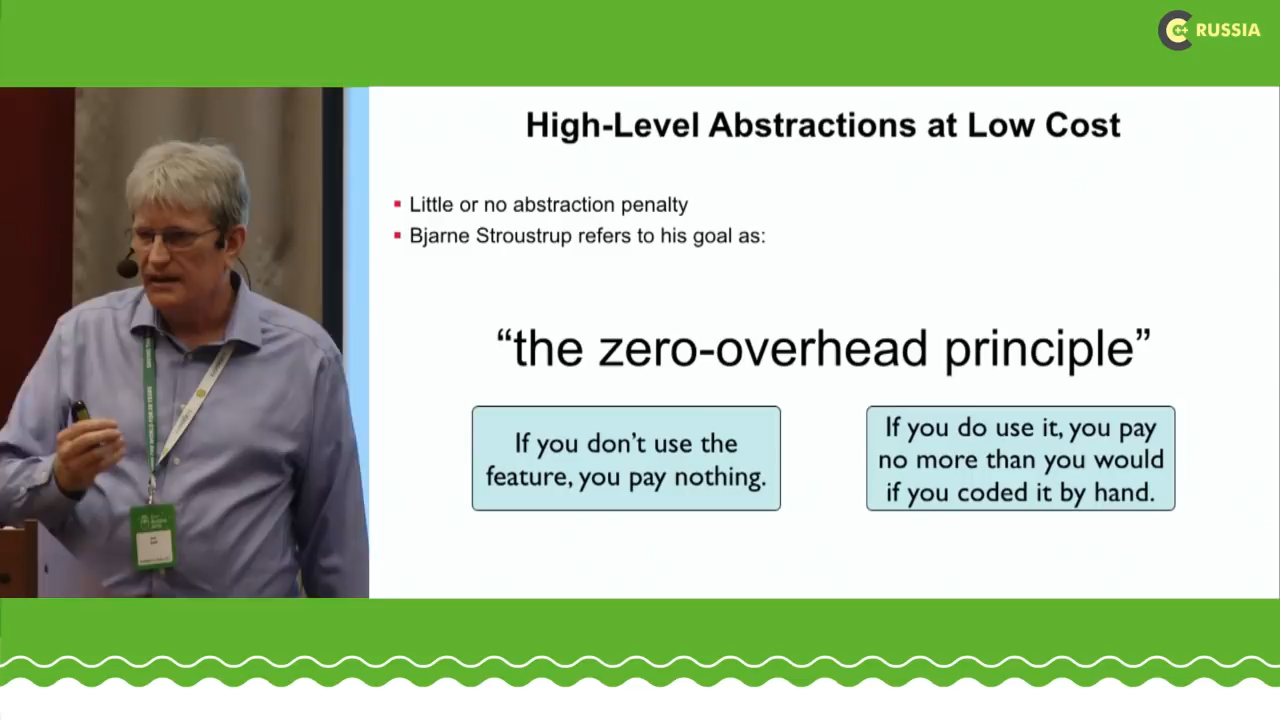 C++ RUSSIA
High-Level Abstractions at Low Cost
▪ Little or no abstraction penalty
▪ Bjarne Stroustrup refers to his goal as:
“the zero-overhead principle”
If you don’t use the
feature, you pay nothing.
If you do use it, you pay
no more than you would
if you coded it by hand.